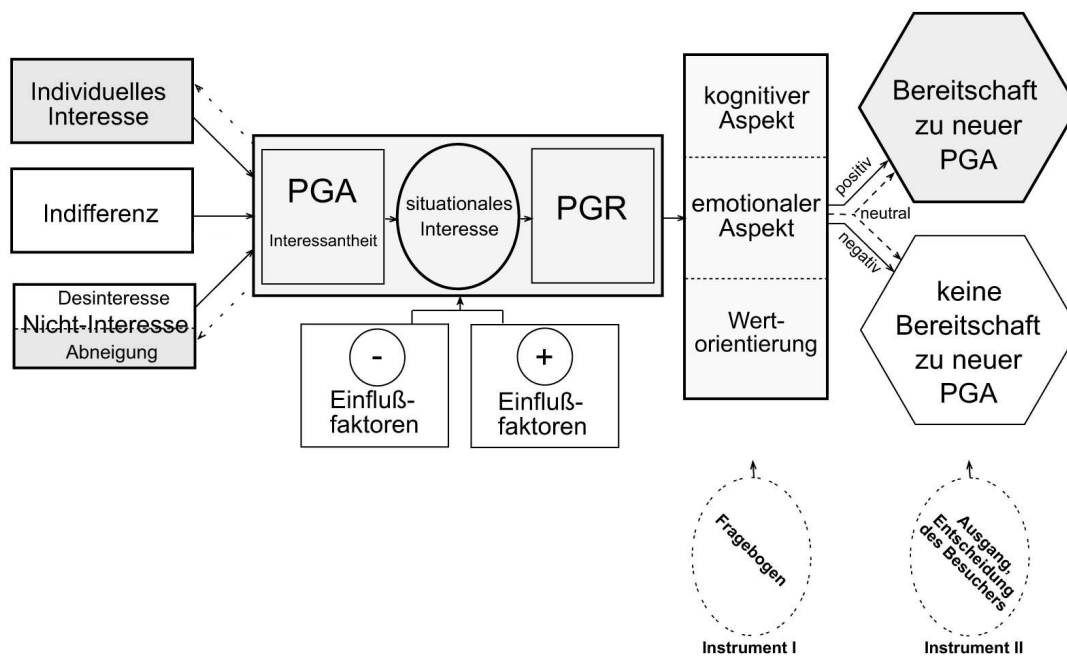 Individuelles
Interesse
Indifferenz
Desinteresse
Nicht-Interesse
Abneigung
PGA
Interessantheit
situationales
Interesse
PGR
-
Einfluß-
faktoren
+
Einfluß-
faktoren
kognitiver
Aspekt
emotionaler
Aspekt
Wert-
orientierung
positiv
neutral
negativ
Bereitschaft
zu neuer
PGA
keine
Bereitschaft
zu neuer
PGA
Fragebogen
Instrument I
Ausgang,
Entscheidung
des Besuchers
Instrument II